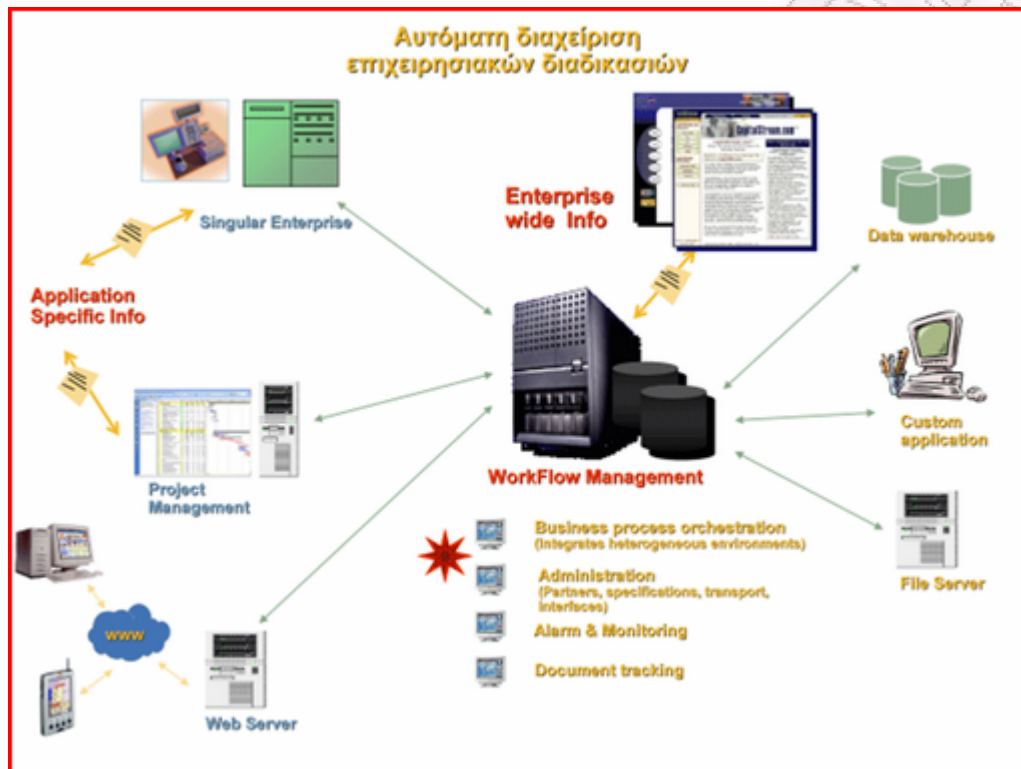 Αυτόματη διαχείριση
επιχειρησιακών διαδικασιών
Singular Enterprise
Enterprise
wide Info
CapitalStream.com
Data warehouse
Application
Specific Info
Custom
application
WorkFlow Management
Project
Management
Business process orchestration
(Integrates heterogeneous environments)
Administration
(Partners, specifications, transport,
interfaces)
File Server
Alarm & Monitoring
www
Document tracking
Web Server